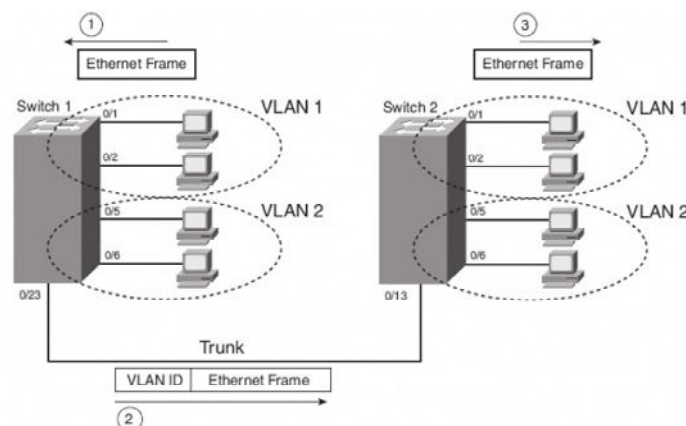 1
3
Ethernet Frame
Ethernet Frame
Switch 1
VLAN 1
Switch 2
VLAN 1
0/1
0/1
0/2
0/2
VLAN 2
VLAN 2
0/5
0/5
0/6
0/6
0/23
0/13
Trunk
VLAN ID Ethernet Frame
2